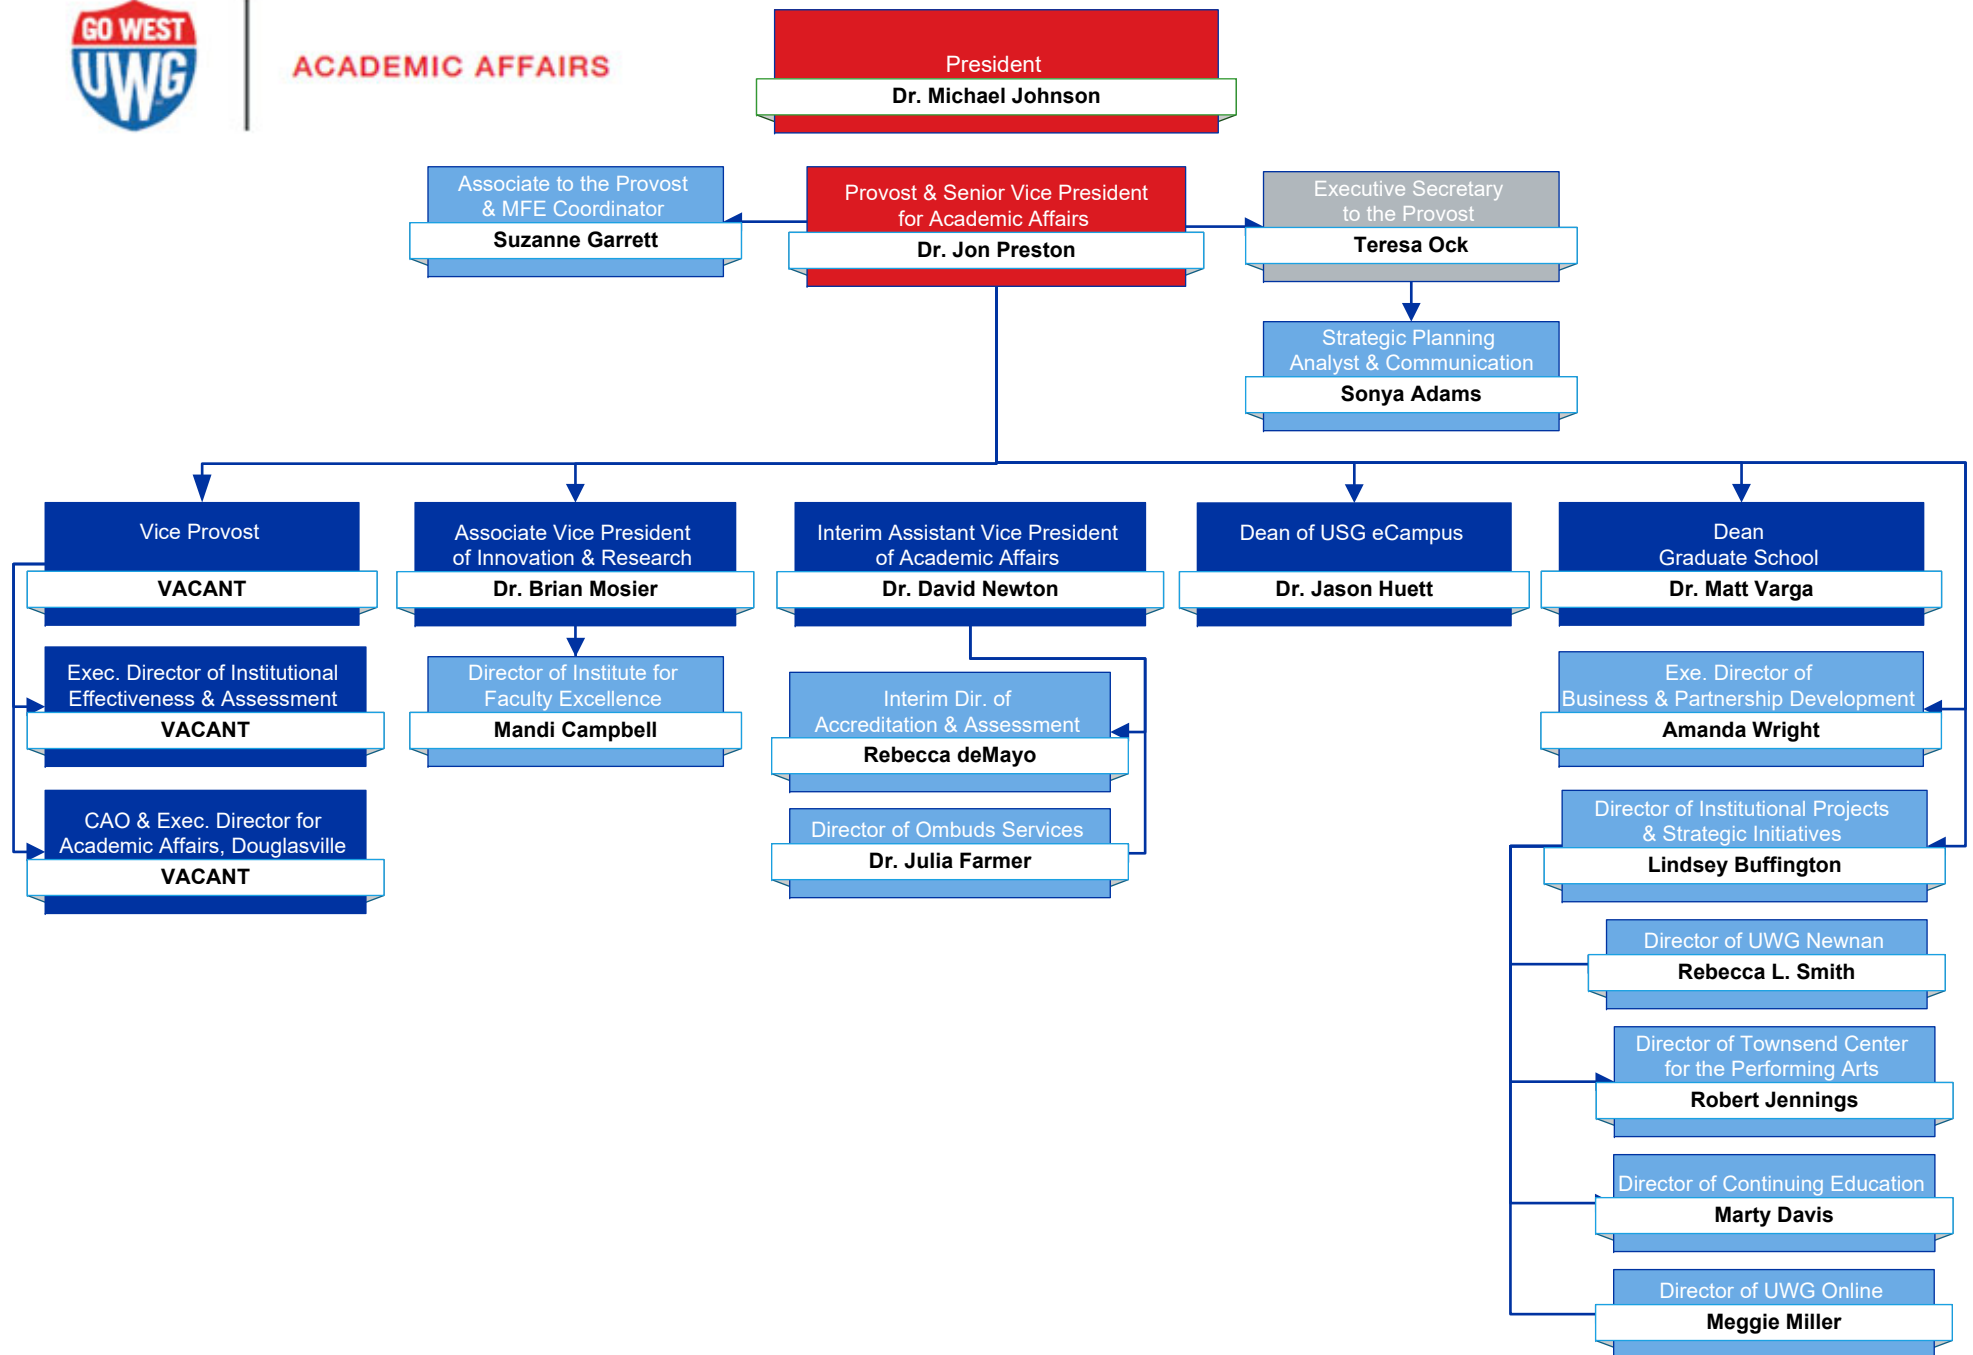 GO WEST
UWG
ACADEMIC AFFAIRS
President
Dr. Michael Johnson
Associate to the Provost
& MFE Coordinator
Suzanne Garrett
Provost & Senior Vice President
for Academic Affairs
Dr. Jon Preston
Executive Secretary
to the Provost
Teresa Ock
Strategic Planning
Analyst & Communication
Sonya Adams
Vice Provost
VACANT
Associate Vice President
of Innovation & Research
Dr. Brian Mosier
Interim Assistant Vice President
of Academic Affairs
Dr. David Newton
Dean of USG eCampus
Dr. Jason Huett
Dean
Graduate School
Dr. Matt Varga
Exec. Director of Institutional
Effectiveness & Assessment
VACANT
Director of Institute for
Faculty Excellence
Mandi Campbell
Interim Dir. of
Accreditation & Assessment
Rebecca deMayo
Exe. Director of
Business & Partnership Development
Amanda Wright
CAO & Exec. Director for
Academic Affairs, Douglasville
VACANT
Director of Ombuds Services
Dr. Julia Farmer
Director of Institutional Projects
& Strategic Initiatives
Lindsey Buffington
Director of UWG Newnan
Rebecca L. Smith
Director of Townsend Center
for the Performing Arts
Robert Jennings
Director of Continuing Education
Marty Davis
Director of UWG Online
Meggie Miller